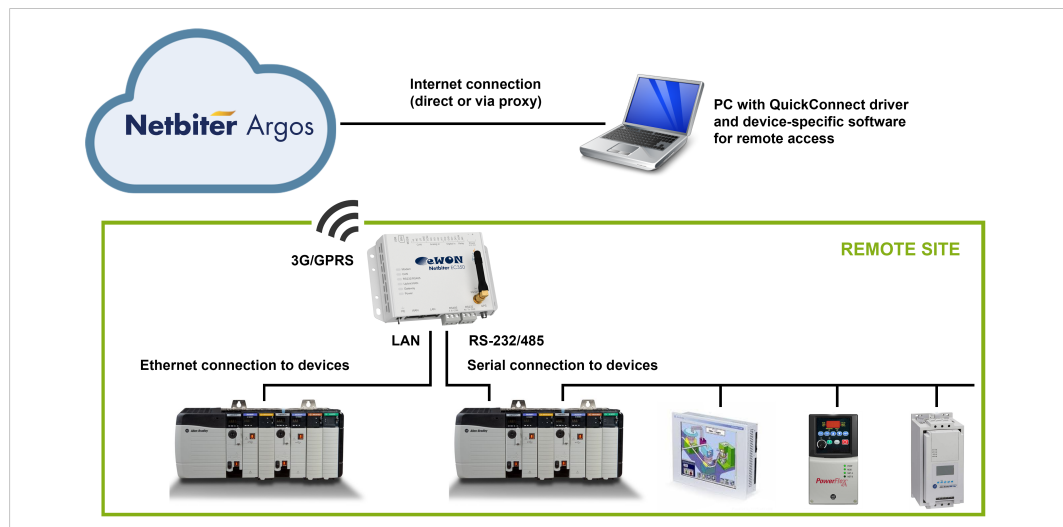 Netbiter Argos
Internet connection
(direct or via proxy)
PC with QuickConnect driver
and device-specific software
for remote access
REMOTE SITE
3G/GPRS
eWON
Netbiter EC350
LAN
RS-232/485
Ethernet connection to devices
Serial connection to devices
PowerFlex